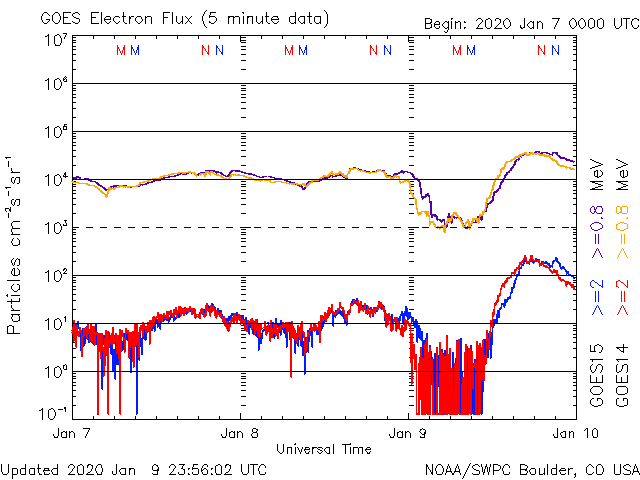 GOES Electron Flux (5 minute data)
Begin: 2020 Jan 7 0000 UTC
10⁷
M M N N M M N N M M N N
10⁶
10⁵
10⁴
10³
10²
10¹
10⁰
10⁻¹
Particles cm⁻²s⁻¹sr⁻¹
Jan 7 Jan 8 Jan 9 Jan 10
Universal Time
GOES15 >=2 >=0.8 MeV
GOES14 >=2 >=0.8 MeV
Updated 2020 Jan 9 23:56:02 UTC
NOAA/SWPC Boulder, CO USA